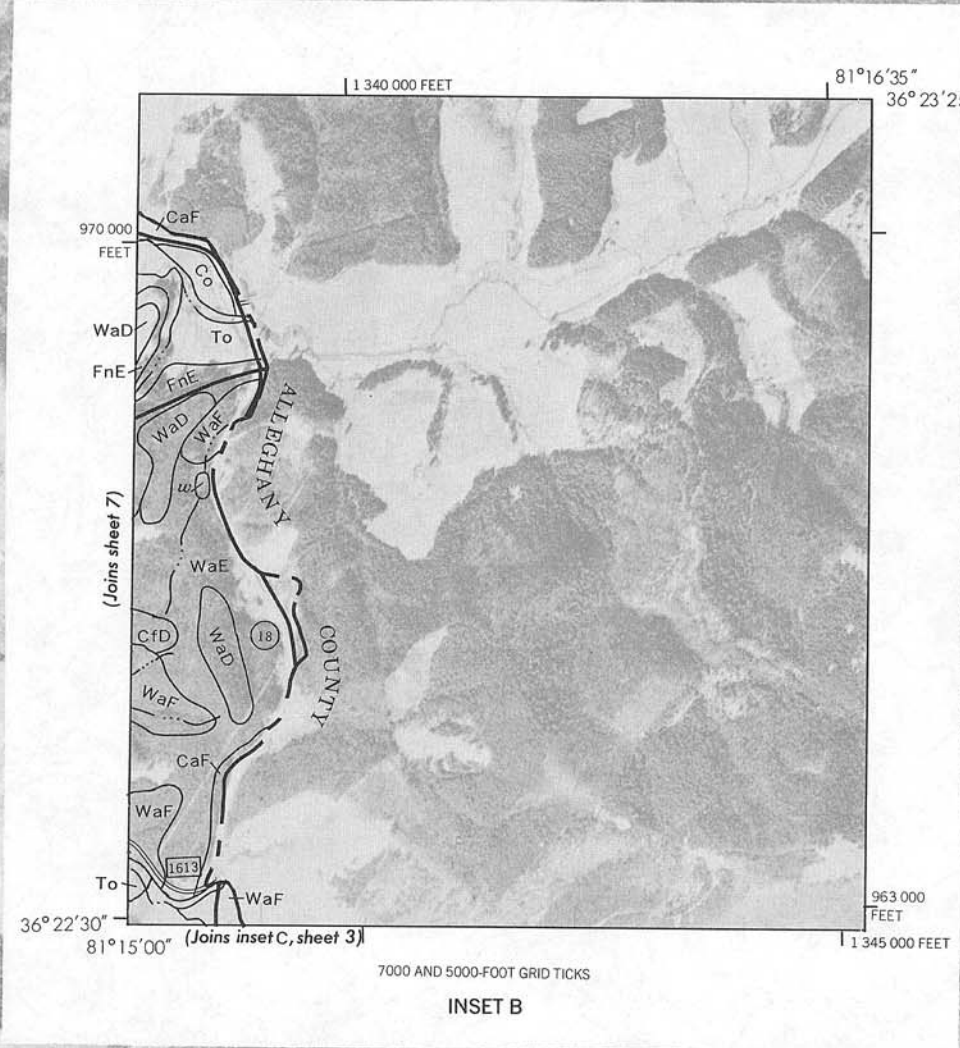 1 340 000 FEET
81°16'35"
36° 23'2
CaF
970 000
FEET
Co
WaD
To
FnE
FnE
WaD
WaF
ALLEGHANY
w
(Joins sheet 7)
WaE
CfD
WaD
18
COUNTY
WaF
CaF
WaF
1613
To
WaF
963 000
FEET
36° 22'30"
81°15'00"
(Joins inset C, sheet 3)
1 345 000 FEET
7000 AND 5000-FOOT GRID TICKS
INSET B